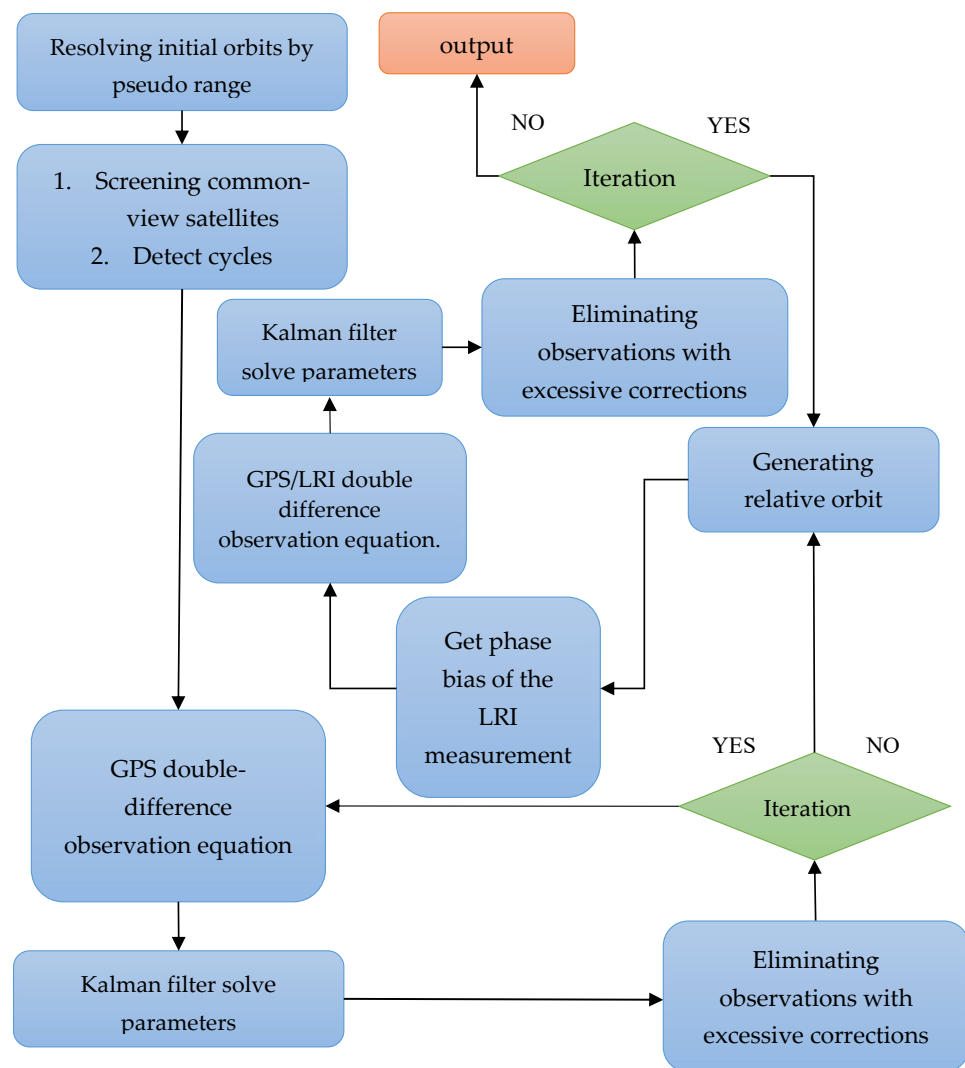 Resolving initial orbits by
pseudo range
output
NO
YES
Iteration
1. Screening common-
view satellites
2. Detect cycles
Kalman filter
solve parameters
Eliminating
observations with
excessive corrections
GPS/LRI double
difference
observation equation.
Generating
relative orbit
Get phase
bias of the
LRI
measurement
GPS double-
difference
observation equation
YES
NO
Iteration
Kalman filter solve
parameters
Eliminating
observations with
excessive corrections